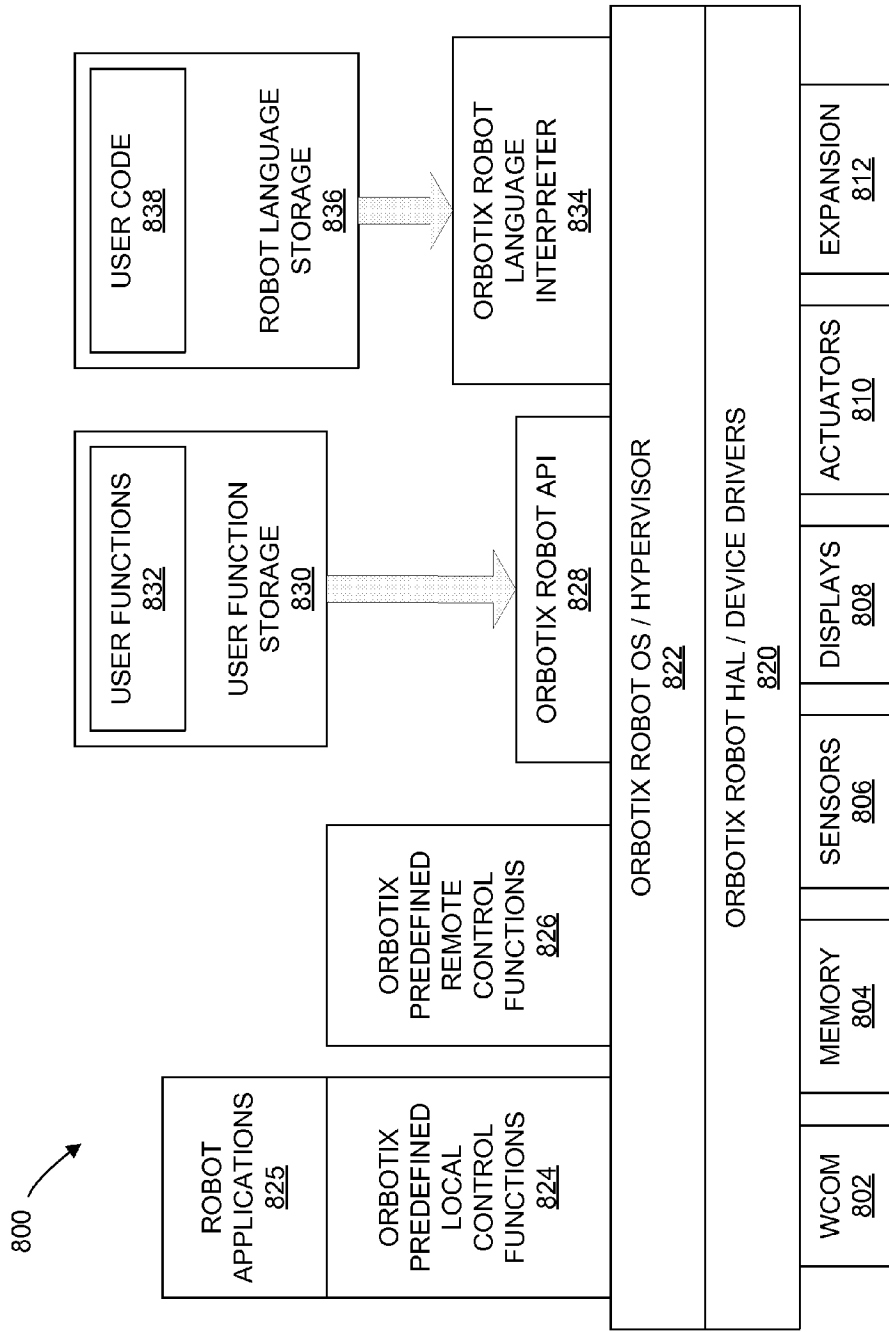 800
ROBOT
APPLICATIONS
825
ORBOTIX
PREDEFINED
LOCAL
CONTROL
FUNCTIONS
824
ORBOTIX
PREDEFINED
REMOTE
CONTROL
FUNCTIONS
826
USER FUNCTIONS
832
USER FUNCTION
STORAGE
830
ORBOTIX ROBOT API
828
USER CODE
838
ROBOT LANGUAGE
STORAGE
836
ORBOTIX ROBOT
LANGUAGE
INTERPRETER
834
ORBOTIX ROBOT OS / HYPERVISOR
822
ORBOTIX ROBOT HAL / DEVICE DRIVERS
820
WCOM
802
MEMORY
804
SENSORS
806
DISPLAYS
808
ACTUATORS
810
EXPANSION
812